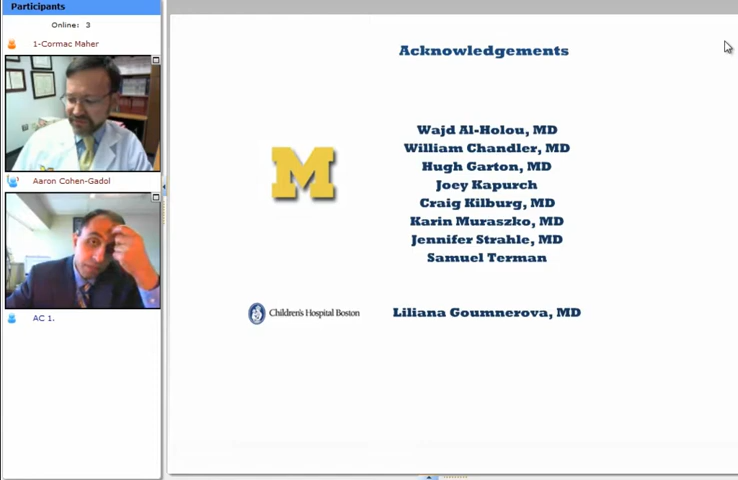 Participants
Online: 3
1-Cormac Maher
Aaron Cohen-Gadol
AC 1.
Acknowledgements
M
Wajd Al-Holou, MD
William Chandler, MD
Hugh Garton, MD
Joey Kapurch
Craig Kilburg, MD
Karin Muraszko, MD
Jennifer Strahle, MD
Samuel Terman
Children's Hospital Boston
Liliana Goumnerova, MD